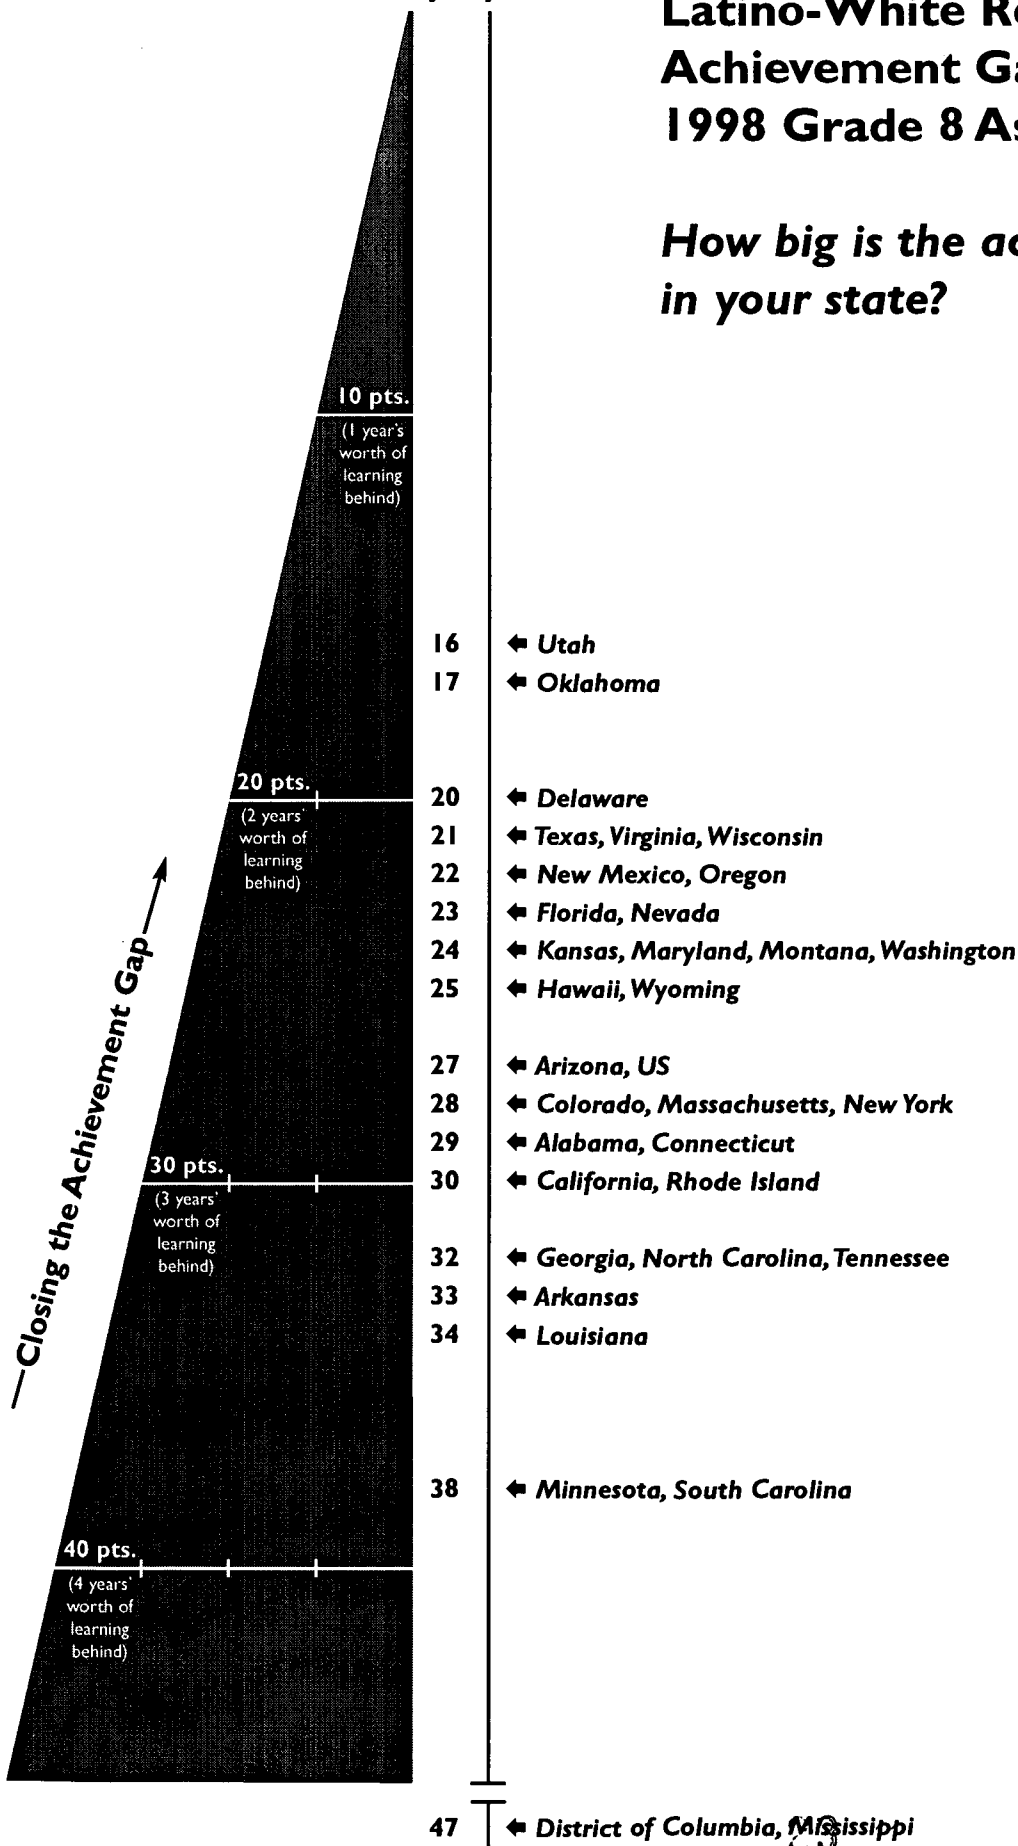 Latino-White
Achievement
1998 Grade 8
How big is the
in your state?
10 pts.
(1 year's
worth of
learning
behind)
16 Utah
17 Oklahoma
20 pts.
(2 years'
worth of
learning
behind)
20 Delaware
21 Texas, Virginia, Wisconsin
22 New Mexico, Oregon
23 Florida, Nevada
24 Kansas, Maryland, Montana, Washington
25 Hawaii, Wyoming
27 Arizona, US
28 Colorado, Massachusetts, New York
29 Alabama, Connecticut
30 California, Rhode Island
30 pts.
(3 years'
worth of
learning
behind)
32 Georgia, North Carolina, Tennessee
33 Arkansas
34 Louisiana
Closing the Achievement Gap
38 Minnesota, South Carolina
40 pts.
(4 years'
worth of
learning
behind)
47 District of Columbia, Mississippi